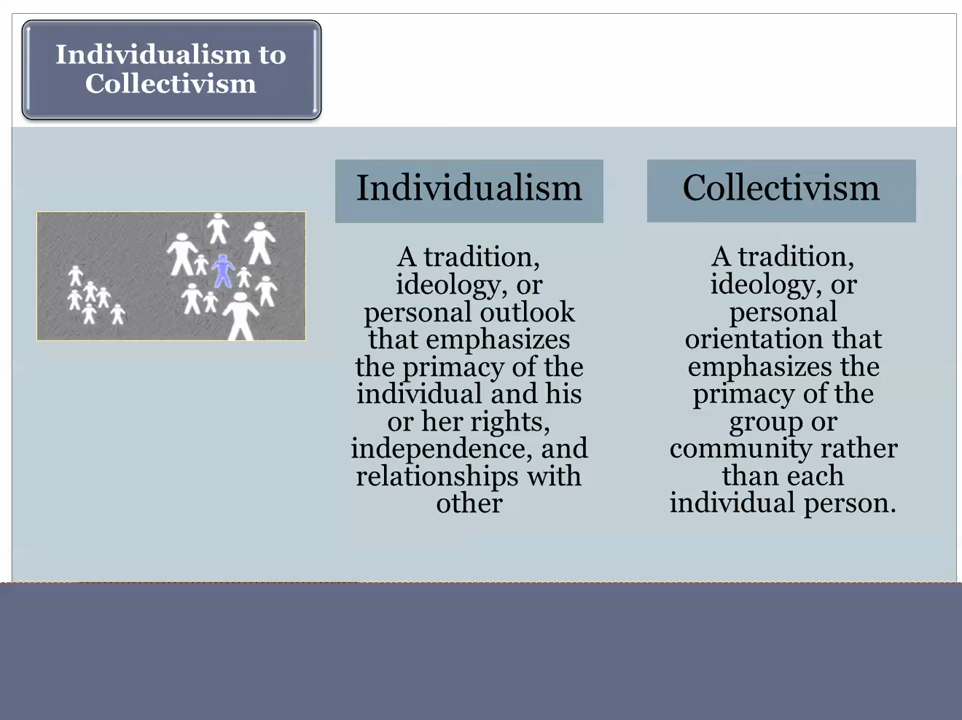 Individualism to
Collectivism
Individualism
A tradition,
ideology, or
personal outlook
that emphasizes
the primacy of the
individual and his
or her rights,
independence, and
relationships with
other
Collectivism
A tradition,
ideology, or
personal
orientation that
emphasizes the
primacy of the
group or
community rather
than each
individual person.